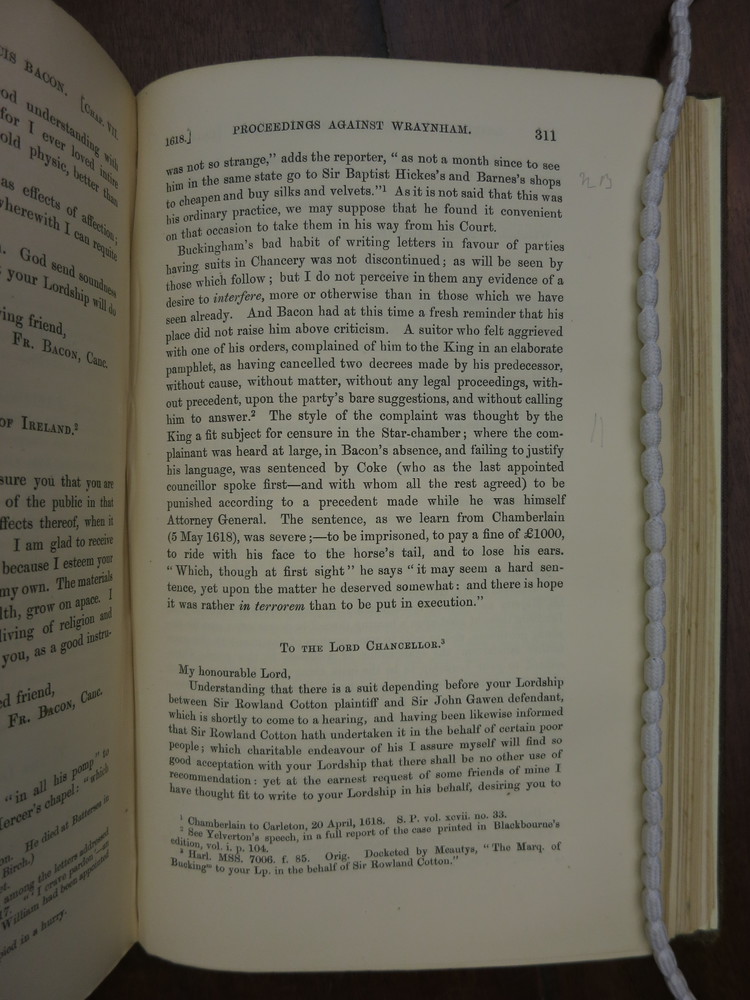 CIS BACON. [CHAP. VII.
od understanding with
for I ever loved intire
old physic, better than
as effects of affection;
wherewith I can requite
God send soundness
your Lordship will do
ing friend,
FR. BACON, Canc.
OF IRELAND.²
sure you that you are
of the public in that
ffects thereof, when it
I am glad to receive
because I esteem your
my own. The materials
lth, grow on apace. I
living of religion and
you, as a good instru-
ed friend,
FR. BACON, Canc.
"in all his pomp" to
Mercer's chapel: "which
on. He died at Battersea in
Birch.)
among the letters addressed
William had been appointed
pied in a hurry.
1618.] PROCEEDINGS AGAINST WRAYNHAM. 311
was not so strange," adds the reporter, "as not a month since to see
him in the same state go to Sir Baptist Hickes's and Barnes's shops
to cheapen and buy silks and velvets."¹ As it is not said that this was
his ordinary practice, we may suppose that he found it convenient
on that occasion to take them in his way from his Court.
Buckingham's bad habit of writing letters in favour of parties
having suits in Chancery was not discontinued; as will be seen by
those which follow; but I do not perceive in them any evidence of a
desire to interfere, more or otherwise than in those which we have
seen already. And Bacon had at this time a fresh reminder that his
place did not raise him above criticism. A suitor who felt aggrieved
with one of his orders, complained of him to the King in an elaborate
pamphlet, as having cancelled two decrees made by his predecessor,
without cause, without matter, without any legal proceedings, with-
out precedent, upon the party's bare suggestions, and without calling
him to answer.² The style of the complaint was thought by the
King a fit subject for censure in the Star-chamber; where the com-
plainant was heard at large, in Bacon's absence, and failing to justify
his language, was sentenced by Coke (who as the last appointed
councillor spoke first—and with whom all the rest agreed) to be
punished according to a precedent made while he was himself
Attorney General. The sentence, as we learn from Chamberlain
(5 May 1618), was severe;—to be imprisoned, to pay a fine of £1000,
to ride with his face to the horse's tail, and to lose his ears.
"Which, though at first sight" he says "it may seem a hard sen-
tence, yet upon the matter he deserved somewhat: and there is hope
it was rather in terrorem than to be put in execution."
TO THE LORD CHANCELLOR.³
My honourable Lord,
Understanding that there is a suit depending before your Lordship
between Sir Rowland Cotton plaintiff and Sir John Gawen defendant,
which is shortly to come to a hearing, and having been likewise informed
that Sir Rowland Cotton hath undertaken it in the behalf of certain poor
people; which charitable endeavour of his I assure myself will find so
good acceptation with your Lordship that there shall be no other use of
recommendation: yet at the earnest request of some friends of mine I
have thought fit to write to your Lordship in his behalf, desiring you to
¹ Chamberlain to Carleton, 20 April, 1618. S. P. vol. xcvii. no. 33.
² See Yelverton's speech, in a full report of the case printed in Blackbourne's
edition, vol. i. p. 104.
³ Harl. MSS. 7006. f. 85. Orig. Docketed by Meautys, "The Marq. of
Bucking^m to your Lp. in the behalf of Sir Rowland Cotton."